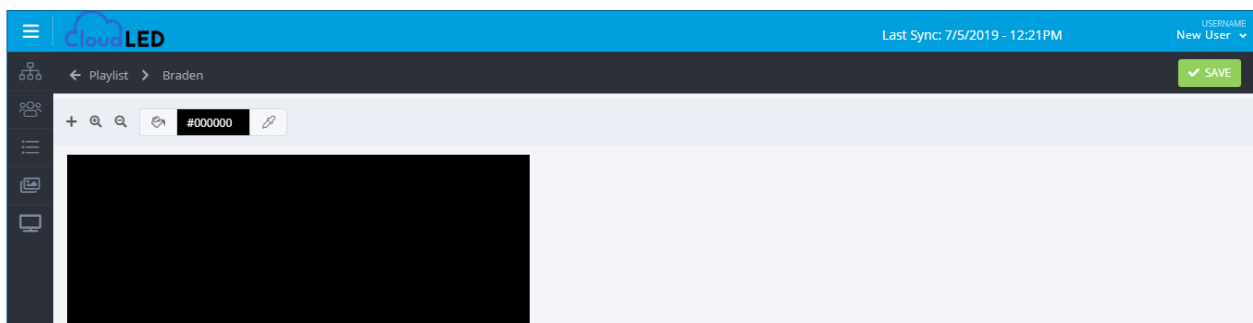 CloudLED
Last Sync: 7/5/2019 - 12:21PM
USERNAME
New User
Playlist
Braden
SAVE
#000000